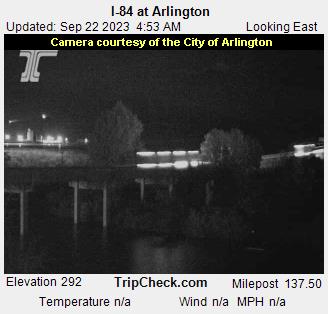 I-84 at Arlington
Updated: Sep 22 2023 4:53 AM Looking East
Camera courtesy of the City of Arlington
Elevation 292 TripCheck.com Milepost 137.50
Temperature n/a Wind n/a MPH n/a